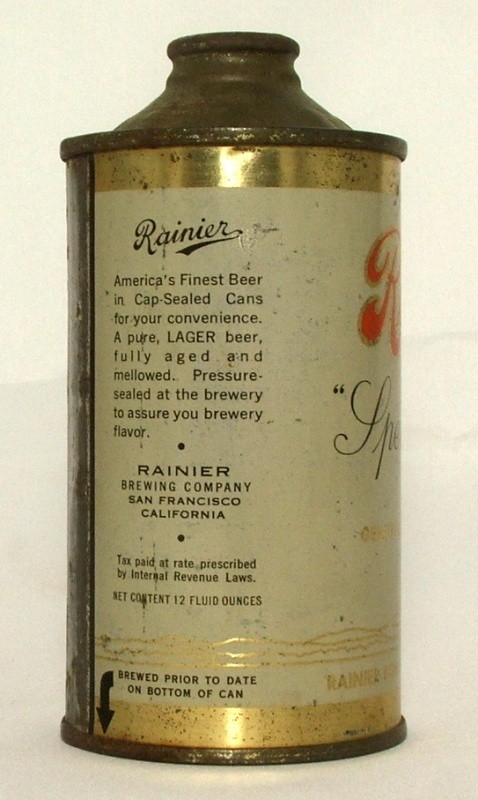 Rainier
America's Finest Beer
in Cap-Sealed Cans
for your convenience.
A pure, LAGER beer,
fully aged and
mellowed. Pressure-
sealed at the brewery
to assure you brewery
flavor.
RAINIER
BREWING COMPANY
SAN FRANCISCO
CALIFORNIA
Tax paid at rate prescribed
by Internal Revenue Laws.
NET CONTENT 12 FLUID OUNCES
BREWED PRIOR TO DATE
ON BOTTOM OF CAN
R
"Spe
RAINIER